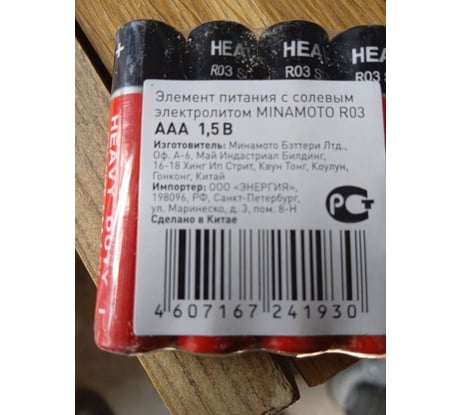 + HEA HEA HEA
R03 S R03 S R03
Элемент питания с солевым
электролитом MINAMOTO R03
AAA 1,5 В
Изготовитель: Минамото Бэттери Лтд.,
Оф. А-6, Май Индастриал Билдинг,
16-18 Хинг Ип Стрит, Квун Тонг, Коулун,
Гонконг, Китай
Импортер: ООО «ЭНЕРГИЯ»,
198096, РФ, Санкт-Петербург,
ул. Маринеско, д. 3, пом. 8-Н
Сделано в Китае
РСТ
4 607167 241930
HEAVY DUTY